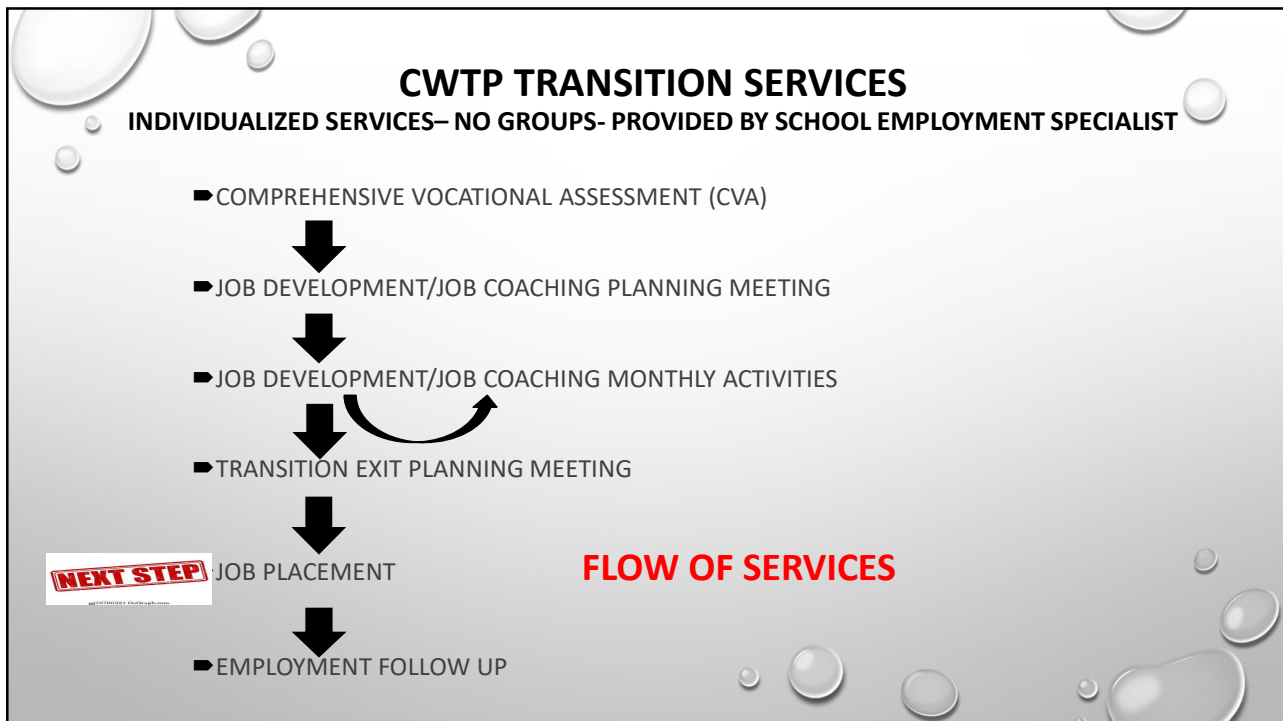 CWTP TRANSITION SERVICES
INDIVIDUALIZED SERVICES– NO GROUPS- PROVIDED BY SCHOOL EMPLOYMENT SPECIALIST
COMPREHENSIVE VOCATIONAL ASSESSMENT (CVA)
JOB DEVELOPMENT/JOB COACHING PLANNING MEETING
JOB DEVELOPMENT/JOB COACHING MONTHLY ACTIVITIES
TRANSITION EXIT PLANNING MEETING
NEXT STEP
JOB PLACEMENT
FLOW OF SERVICES
EMPLOYMENT FOLLOW UP